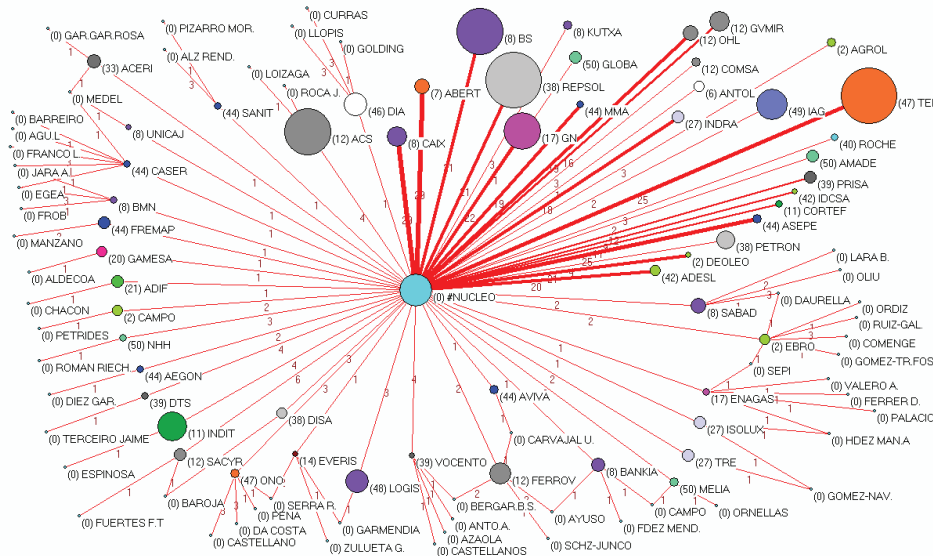 (0) CURRAS
(0) PIZARRO MOR.
(0) LLOPIS
(0) GAR.GAR.ROSA
(0) GOLDING
(8) BS
(8) KUTXA
(12) GVMIR
(12) OHL
(2) AGROL
(0) ALZ REND.
(33) ACERI
(50) GLOBA
(12) COMSA
(0) LOIZAGA
(0) ROCA J.
(38) REPSOL
(6) ANTOL
(7) ABERT
(0) MEDEL
(44) SANIT
(46) DIA
(44) MMA
(49) IAG
(47) TE
(0) BARREIRO
(27) INDRA
(0) AGU.L
(8) UNICAJ
(12) ACS
(8) CAIX
(17) GN
(40) ROCHE
(0) FRANCO L.
(50) AMADE
(0) JARA A.
(44) CASER
(39) PRISA
(0) EGEA
(42) IDCSA
(0) FROB
(8) BMN
(11) CORTEF
(44) ASEPE
(44) FREMAP
(0) MANZANO
(38) PETRON
(0) LARA B.
(20) GAMESA
(2) DEOLEO
(0) OLIU
(42) ADESL
(0) ALDECOA
(21) ADIF
(0) #NUCLEO
(0) DAURELLA
(0) ORDIZ
(0) CHACON
(2) CAMPO
(8) SABAD
(0) RUIZ-GAL.
(0) PETRIDES
(50) NHH
(2) EBRO
(0) COMENGE
(0) GOMEZ-TR.FOS
(0) ROMAN RIECH.
(44) AEGON
(0) SEPI
(0) DIEZ GAR.
(39) DTS
(44) AVIVA
(17) ENAGAS
(0) VALERO A.
(0) FERRER D.
(38) DISA
(0) PALACIO
(0) TERCEIRO JAIME
(11) INDIT
(27) ISOLUX
(0) CARVAJAL U.
(0) HDEZ MAN.A
(0) ESPINOSA
(12) SACYR
(14) EVERIS
(39) VOCENTO
(27) TRE
(47) ONO
(48) LOGIS
(12) FERROV
(8) BANKIA
(50) MELIA
(0) GOMEZ-NAV.
(0) BAROJA
(0) SERRA R.
(0) BERGAR.B.S.
(0) CAMPO
(0) ORNELLAS
(0) FUERTES F.T
(0) PENA
(0) ANTO.A.
(0) AYUSO
(0) DA COSTA
(0) GARMENDIA
(0) FDEZ MEND.
(0) CASTELLANO
(0) AZAOLA
(0) SCHZ-JUNCO
(0) ZULUETA G.
(0) CASTELLANOS